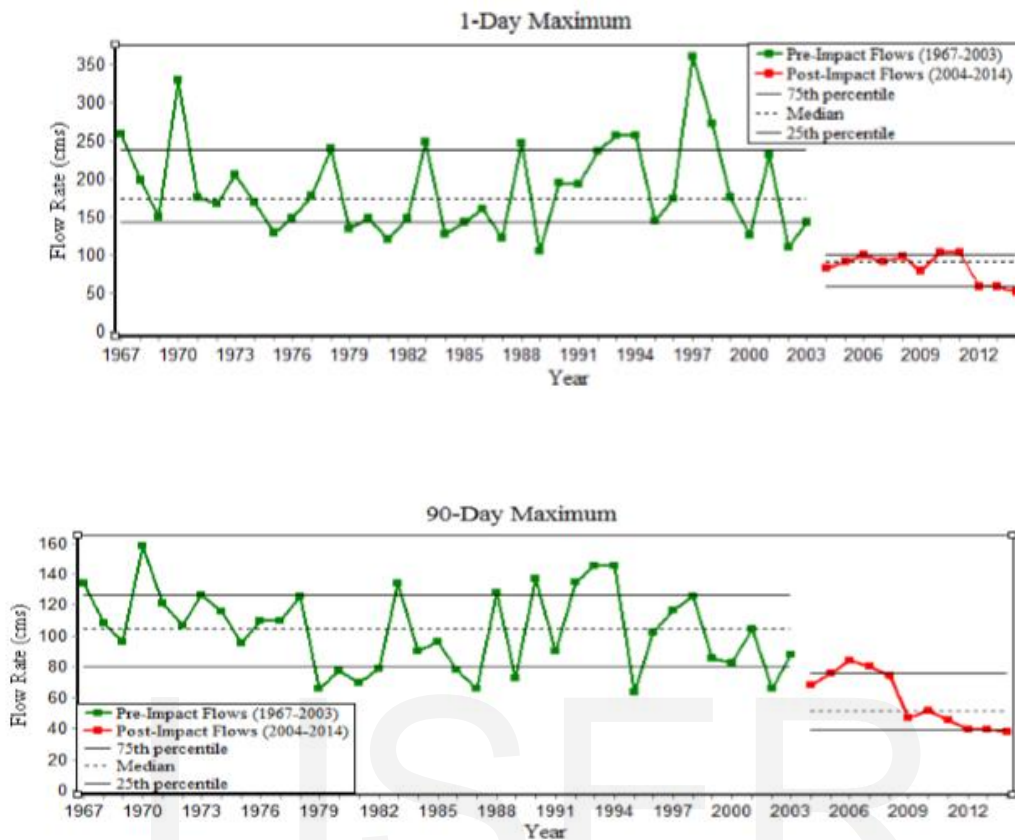 1-Day Maximum
Pre-Impact Flows (1967-2003)
Post-Impact Flows (2004-2014)
75th percentile
Median
25th percentile
Flow Rate (cms)
350
300
250
200
150
100
50
0
1967 1970 1973 1976 1979 1982 1985 1988 1991 1994 1997 2000 2003 2006 2009 2012
Year
90-Day Maximum
Flow Rate (cms)
160
140
120
100
80
60
40
20
0
Pre-Impact Flows (1967-2003)
Post-Impact Flows (2004-2014)
75th percentile
Median
25th percentile
1967 1970 1973 1976 1979 1982 1985 1988 1991 1994 1997 2000 2003 2006 2009 2012
Year